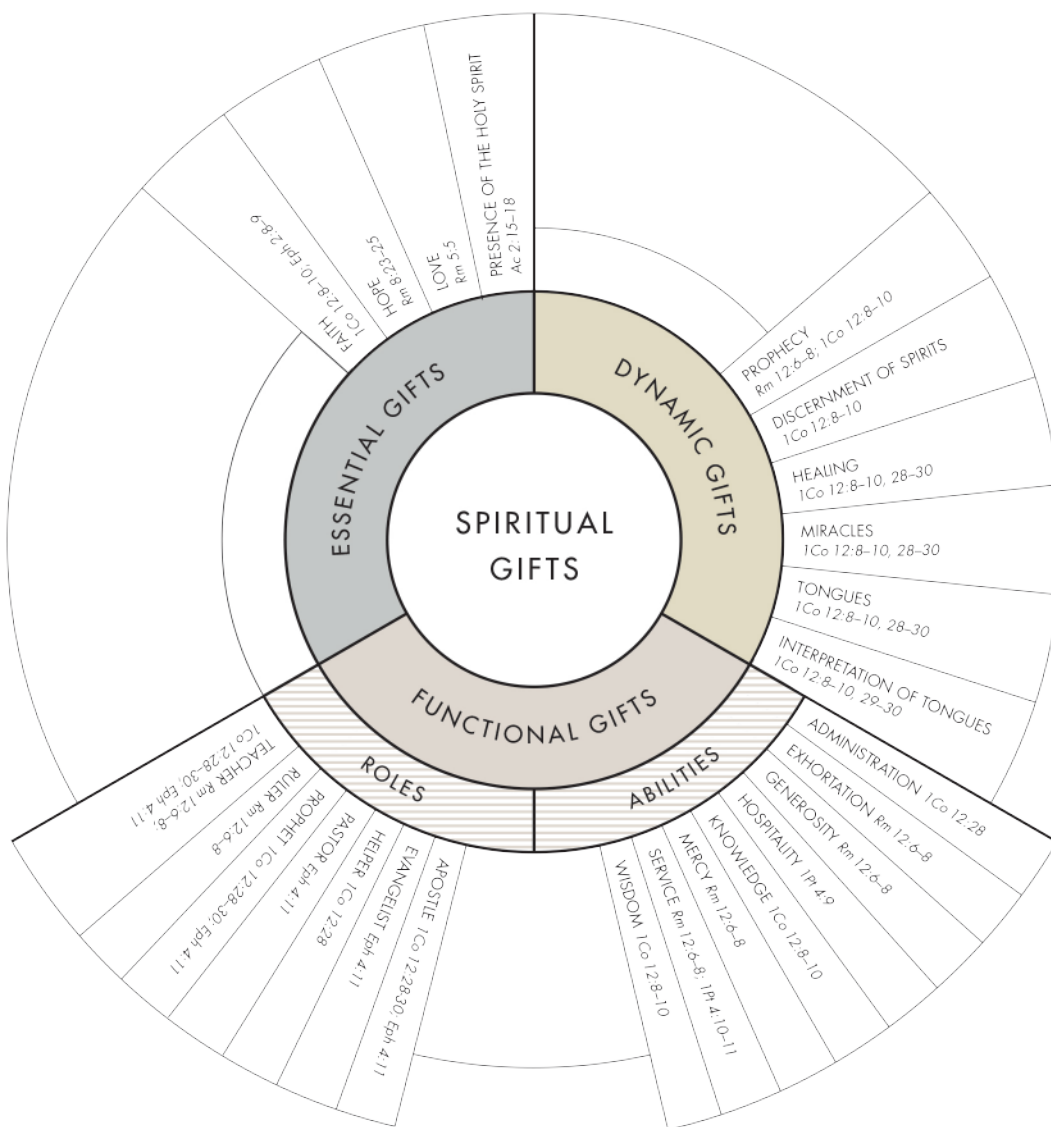 SPIRITUAL
GIFTS
ESSENTIAL GIFTS
DYNAMIC GIFTS
FUNCTIONAL GIFTS
ROLES
ABILITIES
FAITH
1Co 12:8–10; Eph 2:8–9
HOPE
Rm 8:23–25
LOVE
Rm 5:5
PRESENCE OF THE HOLY SPIRIT
Ac 2:15–18
PROPHECY
Rm 12:6–8; 1Co 12:8–10
DISCERNMENT OF SPIRITS
1Co 12:8–10
HEALING
1Co 12:8–10, 28–30
MIRACLES
1Co 12:8–10, 28–30
TONGUES
1Co 12:8–10, 28–30
INTERPRETATION OF TONGUES
1Co 12:8–10, 29–30
ADMINISTRATION 1Co 12:28
EXHORTATION Rm 12:6–8
GENEROSITY Rm 12:6–8
HOSPITALITY 1Pt 4:9
KNOWLEDGE 1Co 12:8–10
MERCY Rm 12:6–8
SERVICE Rm 12:6–8; 1Pt 4:10–11
WISDOM 1Co 12:8–10
APOSTLE 1Co 12:2830; Eph 4:11
EVANGELIST Eph 4:11
HELPER 1Co 12:28
PASTOR Eph 4:11
PROPHET 1Co 12:28–30; Eph 4:11
RULER Rm 12:6–8
TEACHER Rm 12:6–8;
1Co 12:28–30; Eph 4:11